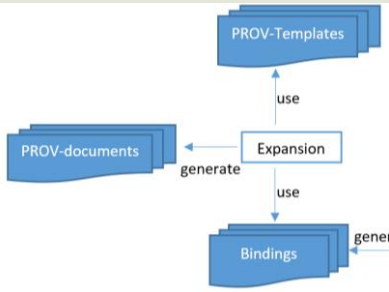 PROV-Templates
use
PROV-documents
Expansion
generate
use
Bindings